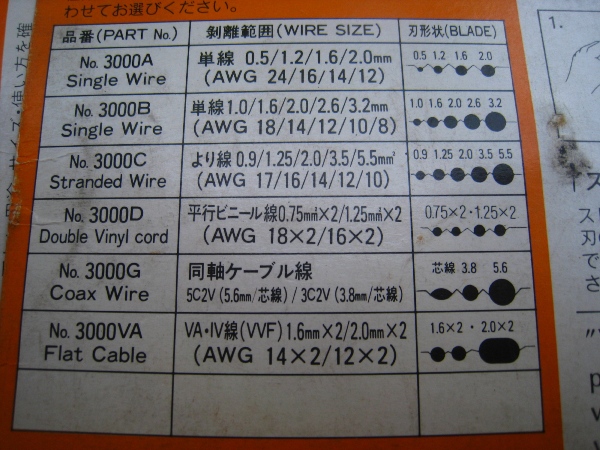 わせてお選びください。
品番(PART No.) 剝離範囲(WIRE SIZE) 刃形状(BLADE)
No. 3000A 単線 0.5/1.2/1.6/2.0mm 0.5 1.2 1.6 2.0
Single Wire (AWG 24/16/14/12)
No. 3000B 単線1.0/1.6/2.0/2.6/3.2mm 1.0 1.6 2.0 2.6 3.2
Single Wire (AWG 18/14/12/10/8)
No. 3000C より線0.9/1.25/2.0/3.5/5.5m㎡ 0.9 1.25 2.0 3.5 5.5
Stranded Wire (AWG 17/16/14/12/10)
No. 3000D 平行ビニール線0.75m㎡×2/1.25m㎡×2 0.75×2・1.25×2
Double Vinyl cord (AWG 18×2/16×2)
No. 3000G 同軸ケーブル線 芯線 3.8 5.6
Coax Wire 5C2V (5.6mm/芯線) / 3C2V (3.8mm/芯線)
No. 3000VA VA・IV線(VVF) 1.6mm×2/2.0mm×2 1.6×2・2.0×2
Flat Cable (AWG 14×2/12×2)
1.